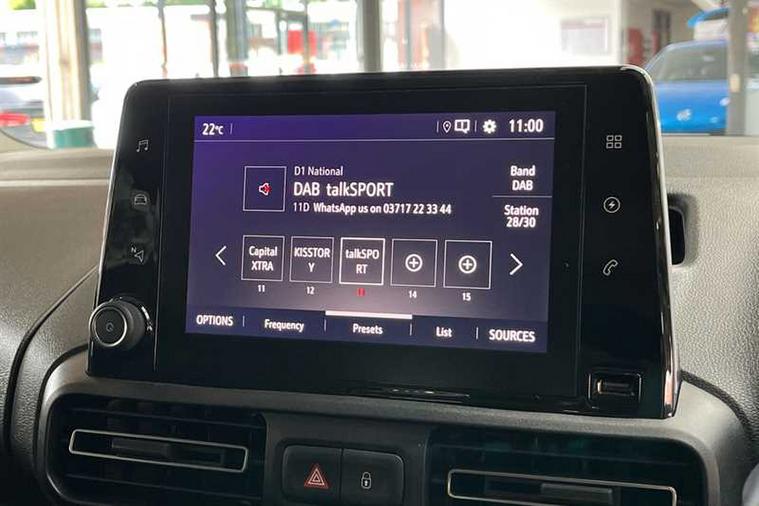 22°C
11:00
D1 National
DAB talkSPORT
11D WhatsApp us on 03717 22 33 44
Band
DAB
Station
28/30
Capital
XTRA
KISSTOR
Y
talkSPO
RT
11
12
14
15
OPTIONS
Frequency
Presets
List
SOURCES
N